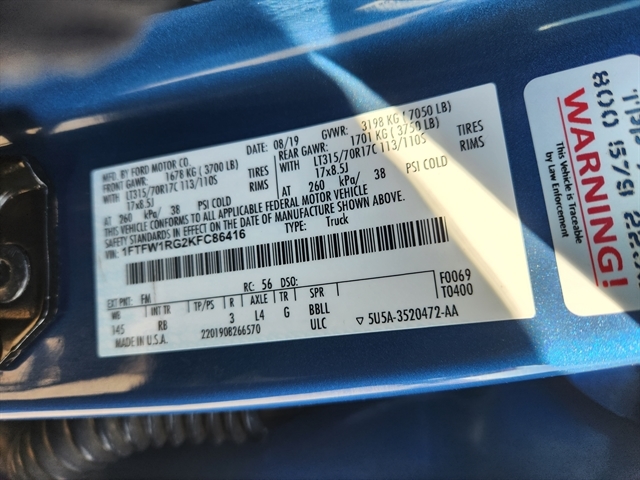 MFD. BY FORD MOTOR CO.
DATE: 08/19 GVWR: 3198 KG ( 7050 LB)
FRONT GAWR: 1678 KG ( 3700 LB)
REAR GAWR: 1701 KG ( 3750 LB)
WITH LT315/70R17C 113/110S TIRES
WITH LT315/70R17C 113/110S TIRES
17x8.5J RIMS
17x8.5J RIMS
AT 260 kPa/ 38 PSI COLD
AT 260 kPa/ 38 PSI COLD
THIS VEHICLE CONFORMS TO ALL APPLICABLE FEDERAL MOTOR VEHICLE
SAFETY STANDARDS IN EFFECT ON THE DATE OF MANUFACTURE SHOWN ABOVE.
VIN: 1FTFW1RG2KFC86416 TYPE: Truck
EXT PNT: FM RC: 56 DSO: F0069
WB INT TR TP/PS R AXLE TR SPR T0400
145 RB 3 L4 G BBLL
MADE IN U.S.A. 2201908266570 ULC 5U5A-3520472-AA
WARNING!
This Vehicle is Traceable
by Law Enforcement